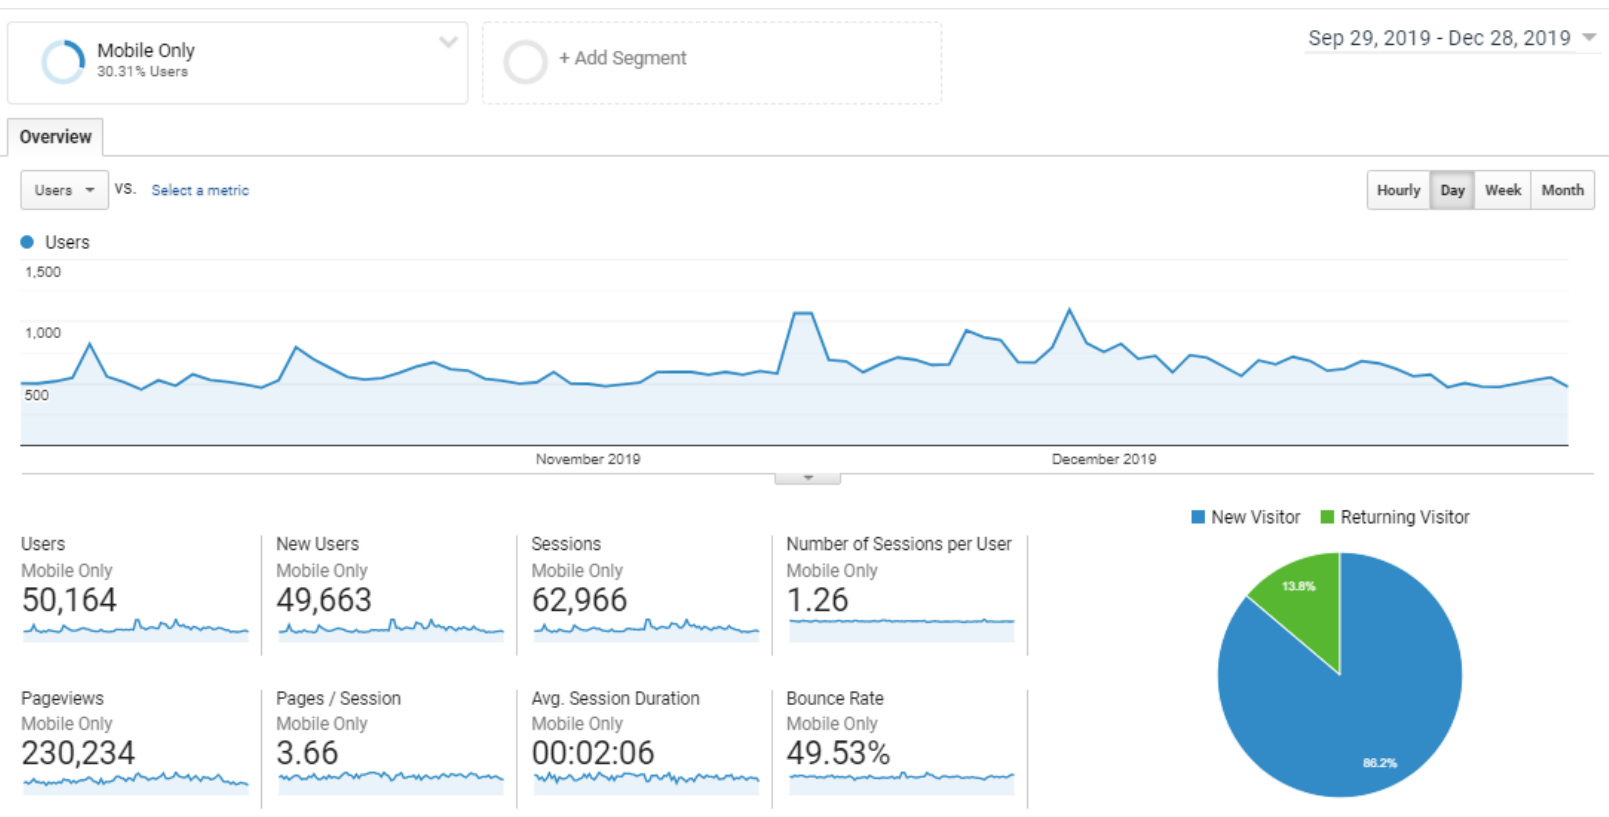 Mobile Only
30.31% Users
+ Add Segment
Sep 29, 2019 - Dec 28, 2019
Overview
Users VS. Select a metric
Hourly Day Week Month
Users
1,500
1,000
500
November 2019 December 2019
New Visitor Returning Visitor
Users New Users Sessions Number of Sessions per User
Mobile Only Mobile Only Mobile Only Mobile Only
50,164 49,663 62,966 1.26
Pageviews Pages / Session Avg. Session Duration Bounce Rate
Mobile Only Mobile Only Mobile Only Mobile Only
230,234 3.66 00:02:06 49.53%
13.8%
86.2%